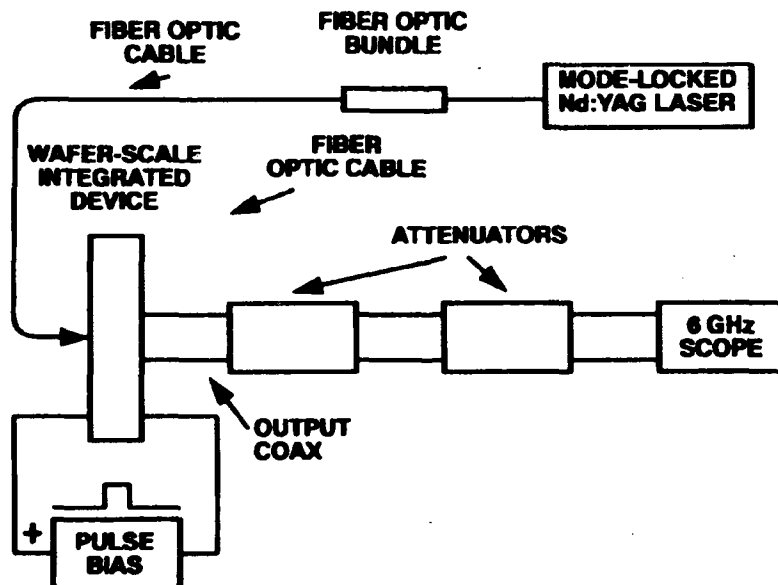 FIBER OPTIC
CABLE
FIBER OPTIC
BUNDLE
MODE-LOCKED
Nd:YAG LASER
WAFER-SCALE
INTEGRATED
DEVICE
FIBER
OPTIC CABLE
ATTENUATORS
6 GHz
SCOPE
OUTPUT
COAX
+
PULSE
BIAS